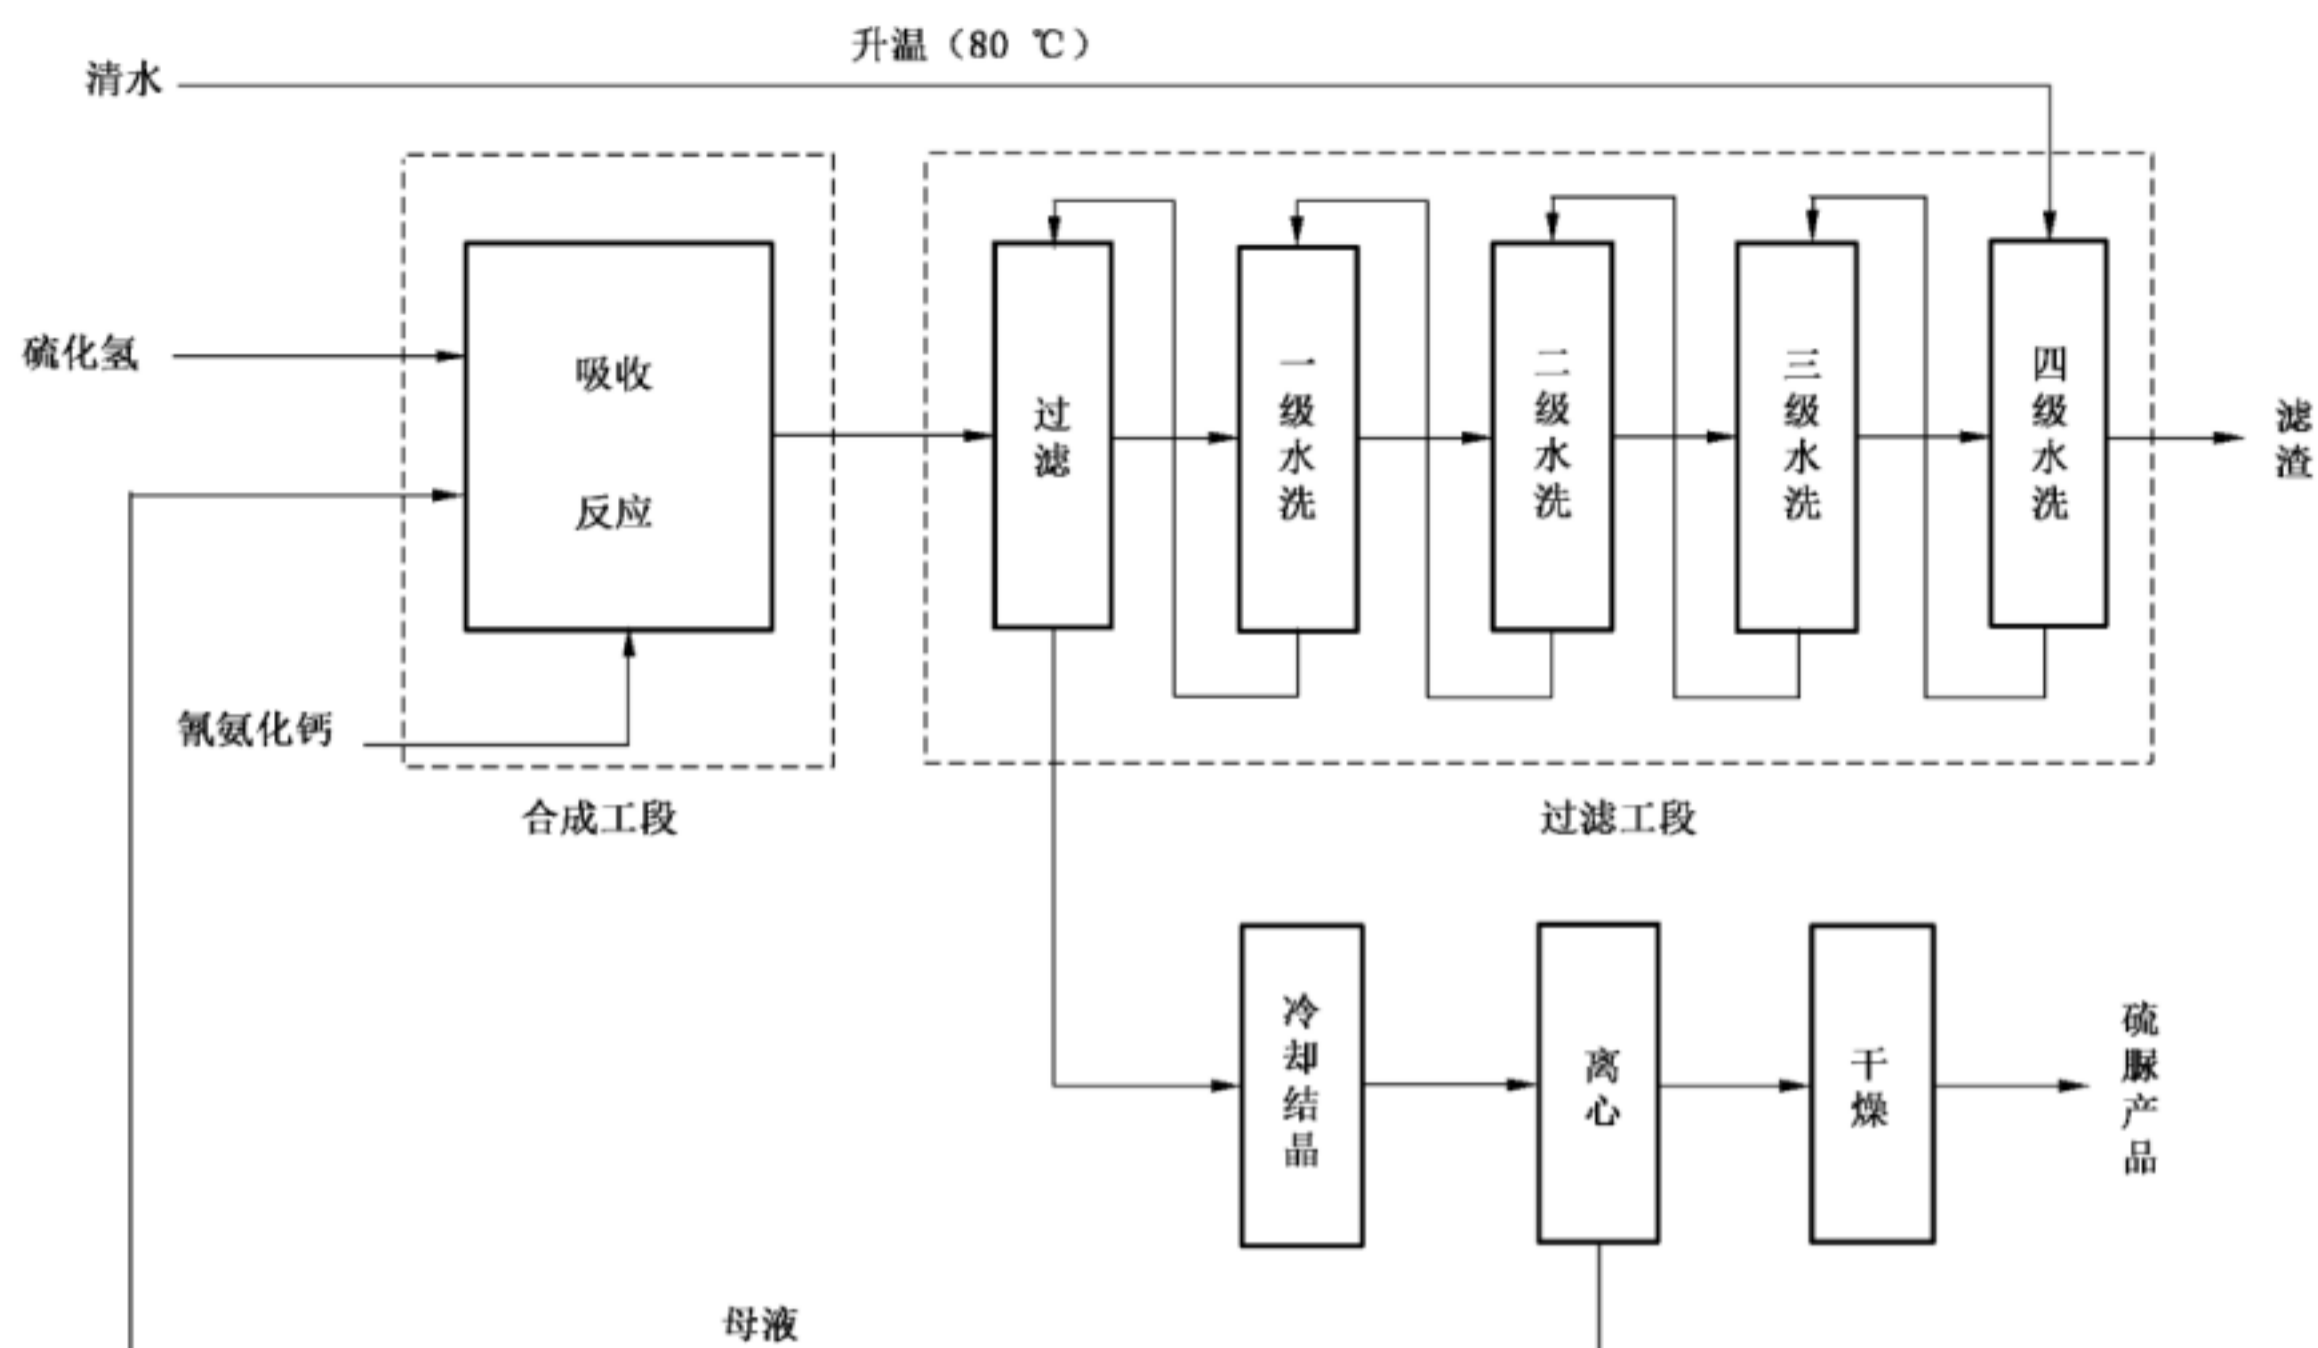 升温（80 ℃）
清水
硫化氢
吸收
反应
氰氨化钙
合成工段
过滤
一级水洗
二级水洗
三级水洗
四级水洗
滤渣
过滤工段
冷却结晶
离心
干燥
硫脲产品
母液